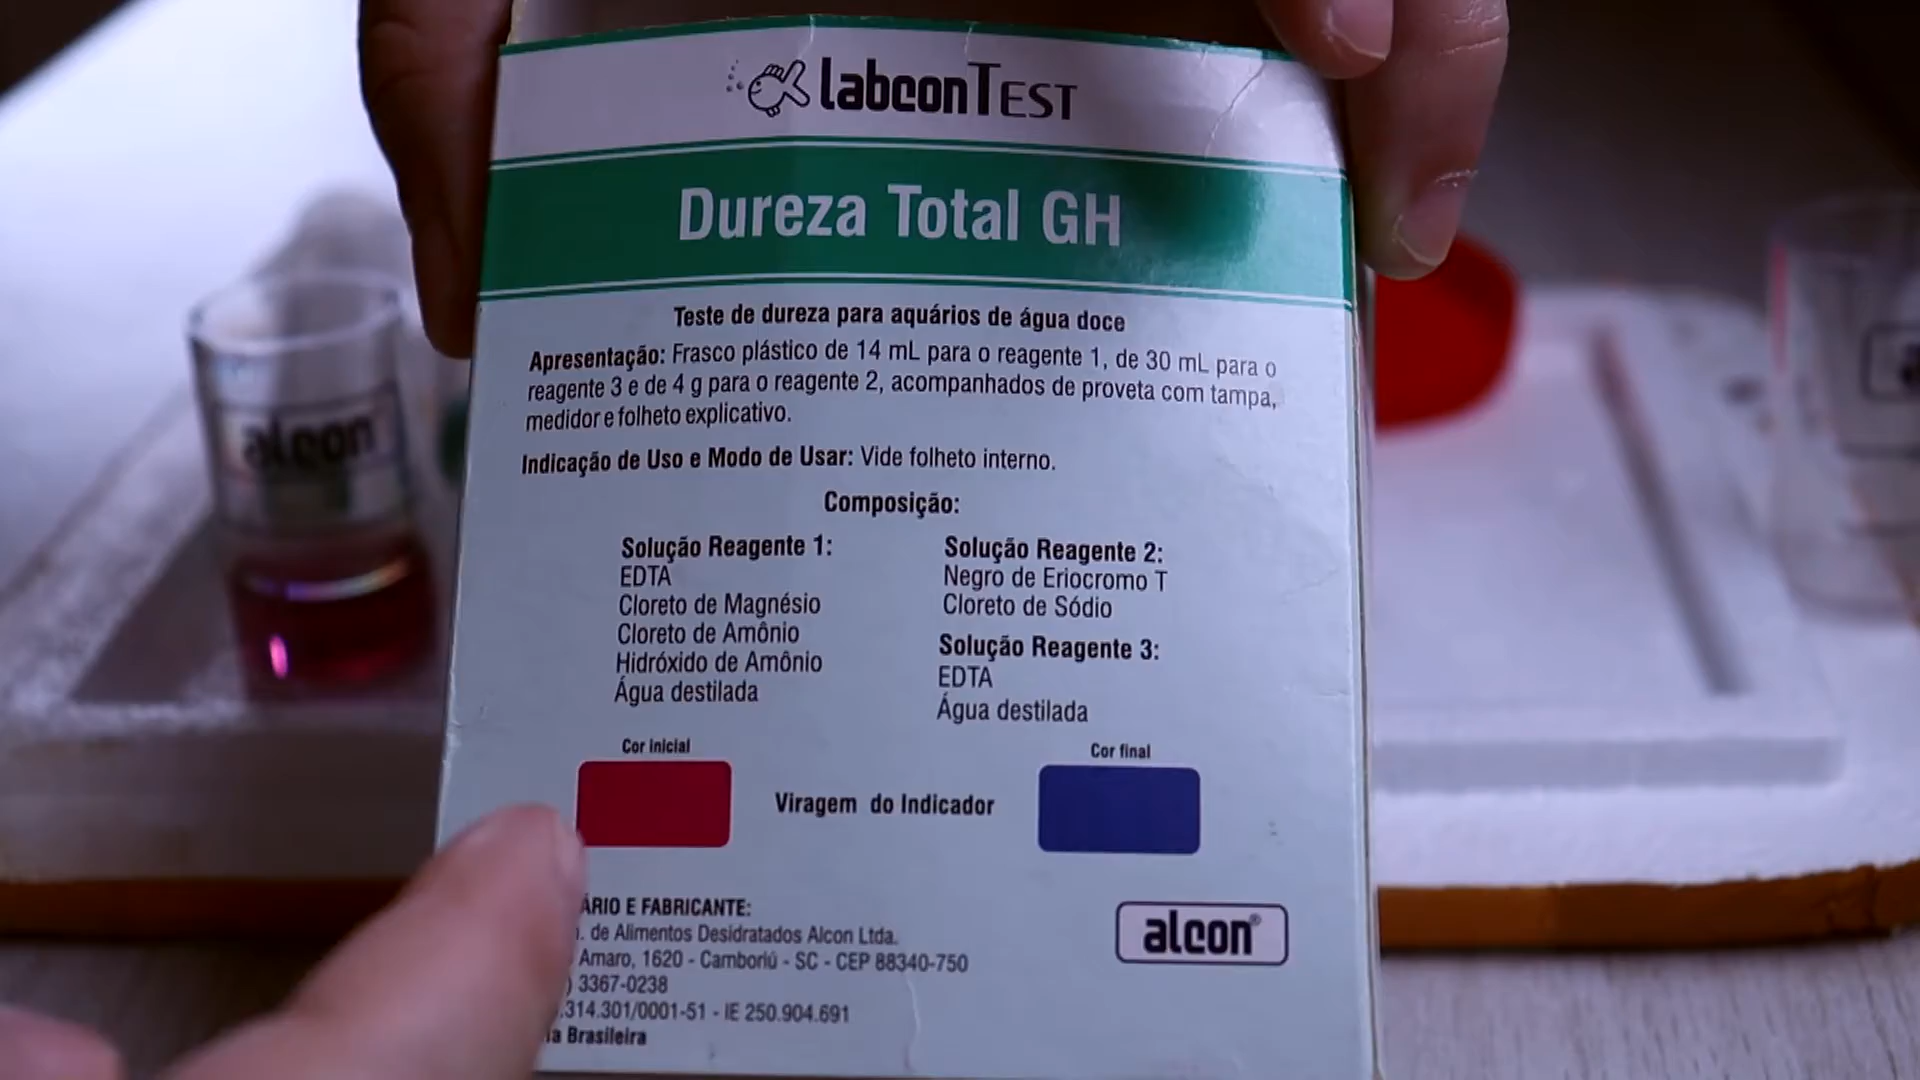 labconTEST
Dureza Total GH
Teste de dureza para aquários de água doce
Apresentação: Frasco plástico de 14 mL para o reagente 1, de 30 mL para o
reagente 3 e de 4 g para o reagente 2, acompanhados de proveta com tampa,
medidor e folheto explicativo.
Indicação de Uso e Modo de Usar: Vide folheto interno.
Composição:
Solução Reagente 1:
EDTA
Cloreto de Magnésio
Cloreto de Amônio
Hidróxido de Amônio
Água destilada
Solução Reagente 2:
Negro de Eriocromo T
Cloreto de Sódio
Solução Reagente 3:
EDTA
Água destilada
Cor inicial
Viragem do Indicador
Cor final
ÁRIO E FABRICANTE:
. de Alimentos Desidratados Alcon Ltda.
Amaro, 1620 - Camboriú - SC - CEP 88340-750
) 3367-0238
.314.301/0001-51 - IE 250.904.691
a Brasileira
alcon®
alcon